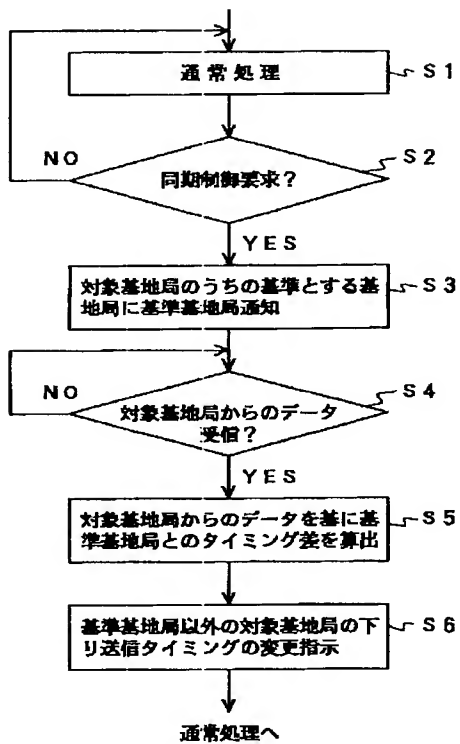 通常処理
S1
NO
S2
同期制御要求？
YES
対象基地局のうちの基準とする基
地局に基準基地局通知
S3
NO
S4
対象基地局からのデータ
受信？
YES
対象基地局からのデータを基に基
準基地局とのタイミング差を算出
S5
基準基地局以外の対象基地局の下
り送信タイミングの変更指示
S6
通常処理へ